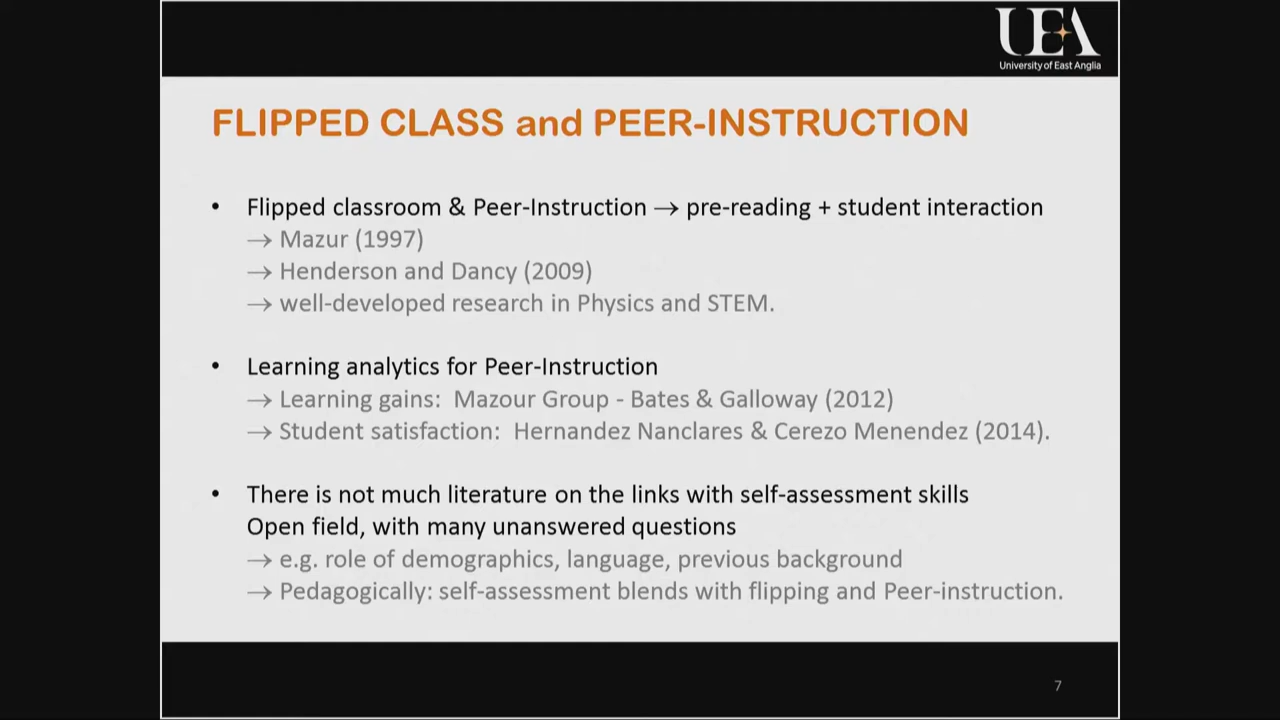 UEA
University of East Anglia
FLIPPED CLASS and PEER-INSTRUCTION
• Flipped classroom & Peer-Instruction → pre-reading + student interaction
→ Mazur (1997)
→ Henderson and Dancy (2009)
→ well-developed research in Physics and STEM.
• Learning analytics for Peer-Instruction
→ Learning gains: Mazour Group - Bates & Galloway (2012)
→ Student satisfaction: Hernandez Nanclares & Cerezo Menendez (2014).
• There is not much literature on the links with self-assessment skills
Open field, with many unanswered questions
→ e.g. role of demographics, language, previous background
→ Pedagogically: self-assessment blends with flipping and Peer-instruction.
7